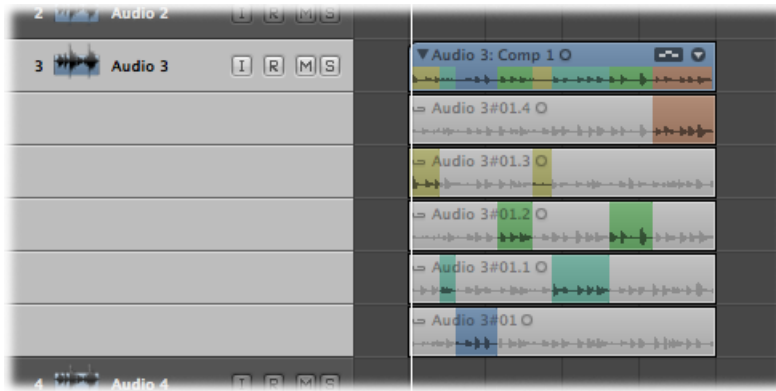 2 Audio 2 I R M S
3 Audio 3 I R M S
Audio 3: Comp 1
Audio 3#01.4
Audio 3#01.3
Audio 3#01.2
Audio 3#01.1
Audio 3#01
4 Audio 4 I R M S